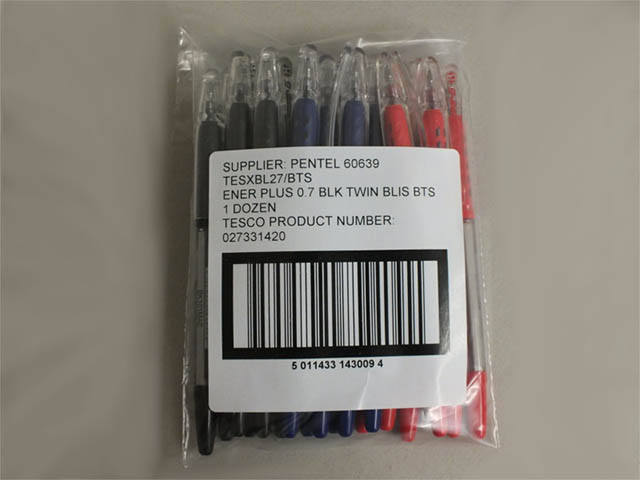 SUPPLIER: PENTEL 60639
TESXBL27/BTS
ENER PLUS 0.7 BLK TWIN BLIS BTS
1 DOZEN
TESCO PRODUCT NUMBER:
027331420
5 011433 143009 4